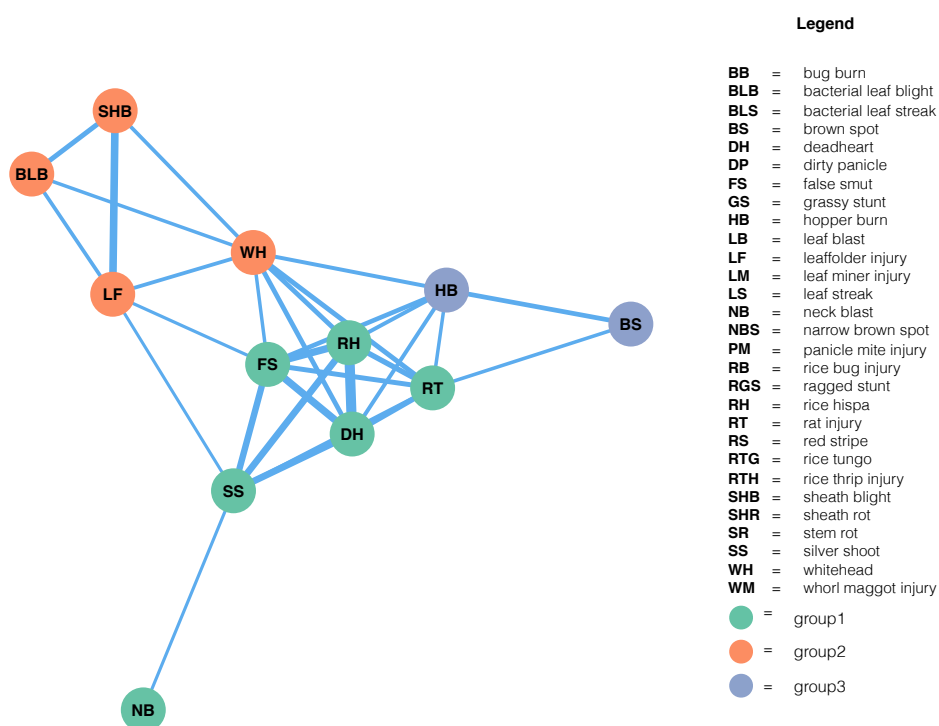 Legend
BB = bug burn
BLB = bacterial leaf blight
BLS = bacterial leaf streak
BS = brown spot
DH = deadheart
DP = dirty panicle
FS = false smut
GS = grassy stunt
HB = hopper burn
LB = leaf blast
LF = leaffolder injury
LM = leaf miner injury
LS = leaf streak
NB = neck blast
NBS = narrow brown spot
PM = panicle mite injury
RB = rice bug injury
RGS = ragged stunt
RH = rice hispa
RT = rat injury
RS = red stripe
RTG = rice tungo
RTH = rice thrip injury
SHB = sheath blight
SHR = sheath rot
SR = stem rot
SS = silver shoot
WH = whitehead
WM = whorl maggot injury
= group1
= group2
= group3
SHB
BLB
WH
LF
HB
BS
RH
FS
RT
DH
SS
NB